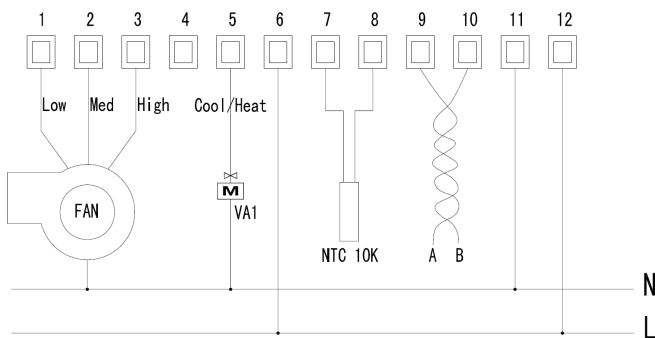 1 2 3 4 5 6 7 8 9 10 11 12
Low Med High Cool/Heat
FAN
M
VA1
NTC 10K A B
N
L